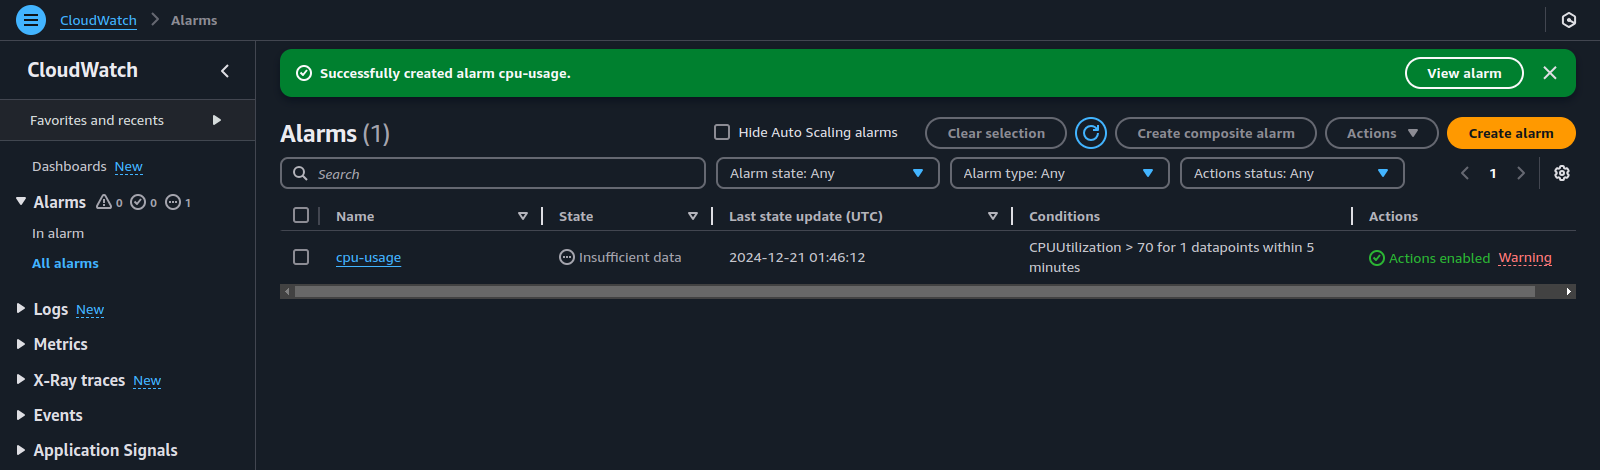 CloudWatch > Alarms
CloudWatch
Favorites and recents
Dashboards New
Alarms 0 0 1
In alarm
All alarms
Logs New
Metrics
X-Ray traces New
Events
Application Signals
Successfully created alarm cpu-usage. View alarm
Alarms (1) Hide Auto Scaling alarms Clear selection Create composite alarm Actions Create alarm
Search Alarm state: Any Alarm type: Any Actions status: Any 1
Name State Last state update (UTC) Conditions Actions
cpu-usage Insufficient data 2024-12-21 01:46:12 CPUUtilization > 70 for 1 datapoints within 5
minutes Actions enabled Warning